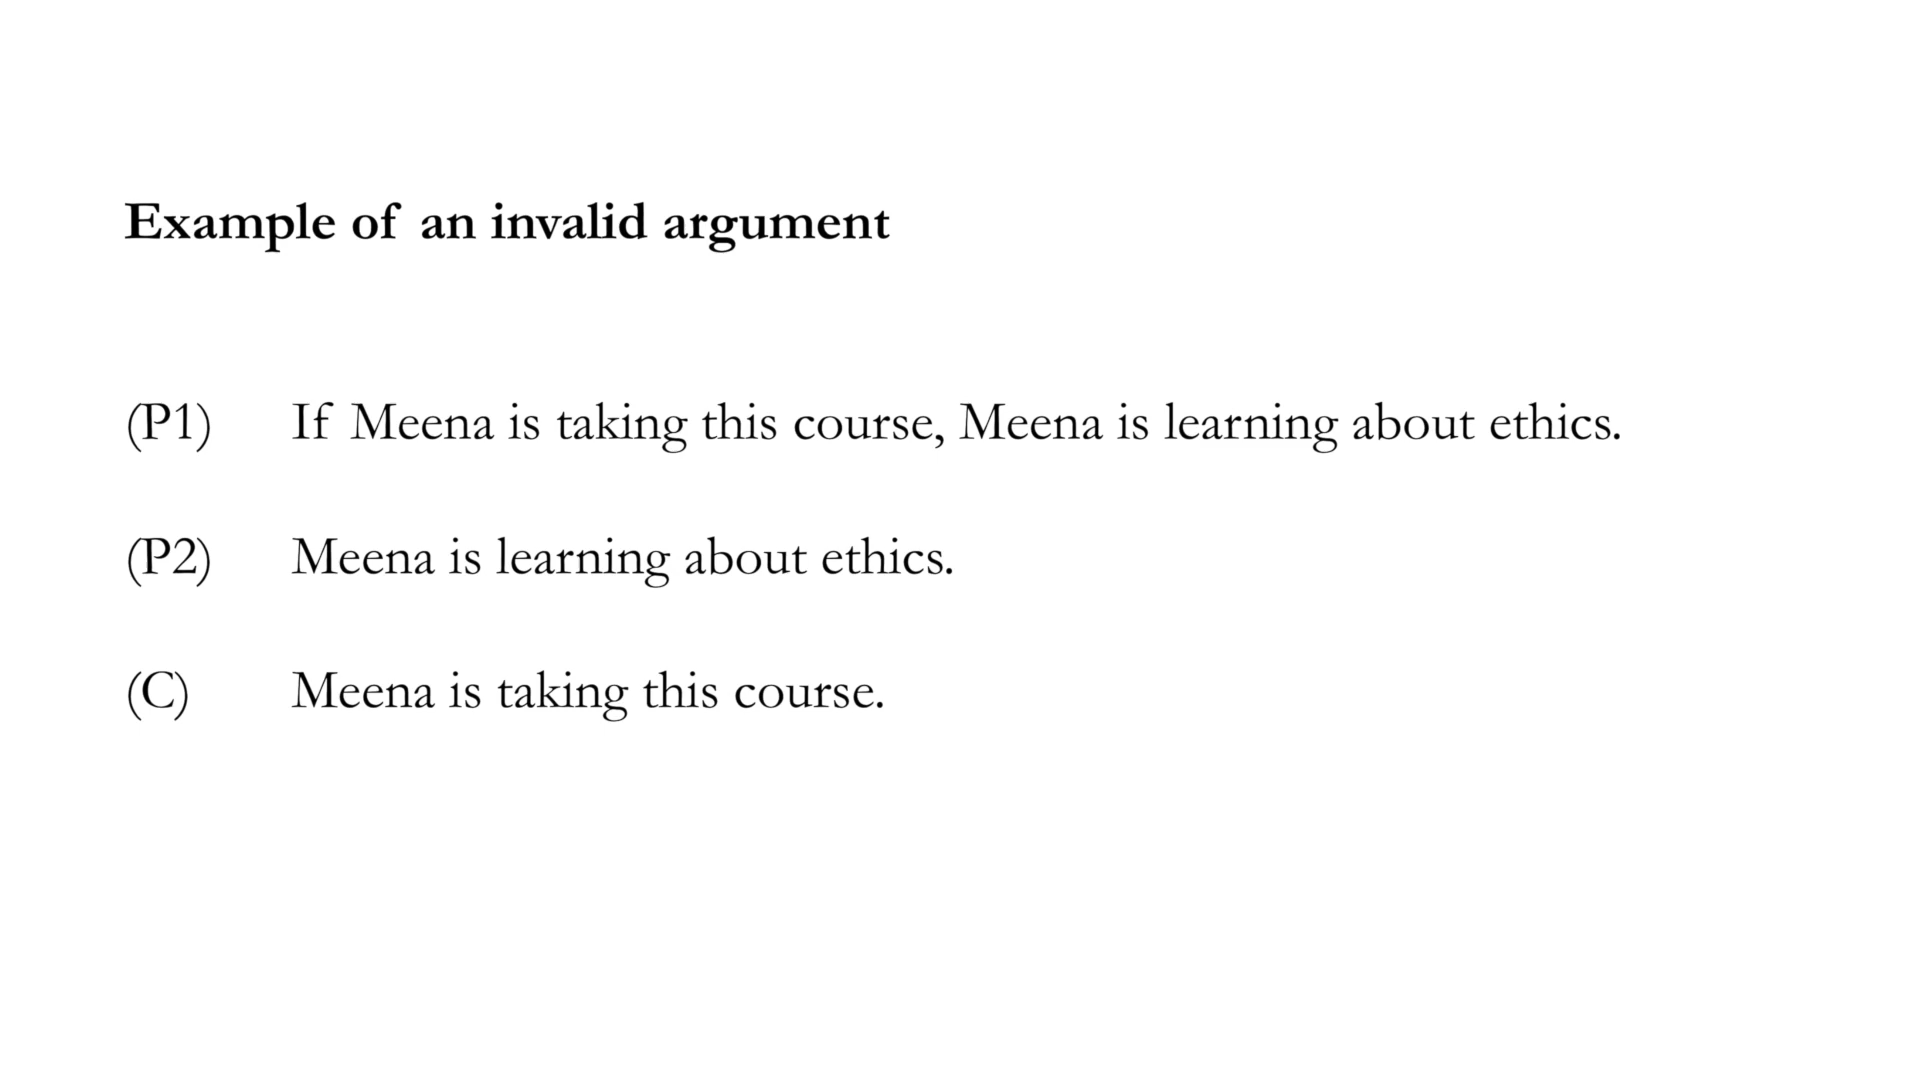 Example of an invalid argument
(P1) If Meena is taking this course, Meena is learning about ethics.
(P2) Meena is learning about ethics.
(C) Meena is taking this course.